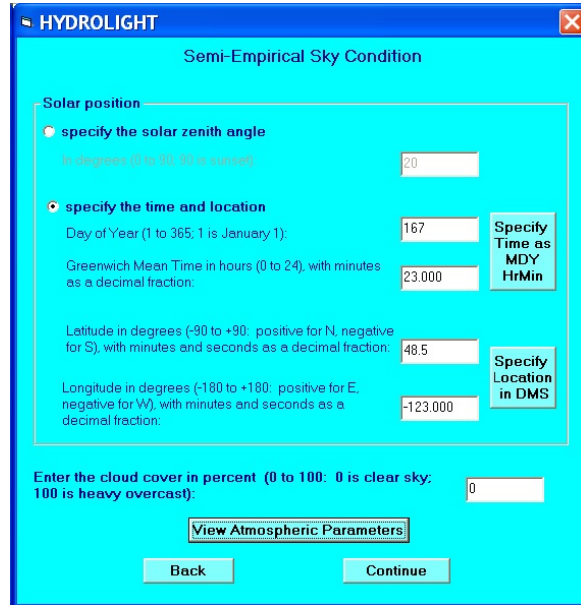 HYDROLIGHT
Semi-Empirical Sky Condition
Solar position
specify the solar zenith angle
In degrees (0 to 90; 90 is sunset):
20
specify the time and location
Day of Year (1 to 365; 1 is January 1):
167
Specify
Time as
MDY
HrMin
Greenwich Mean Time in hours (0 to 24), with minutes
as a decimal fraction:
23.000
Latitude in degrees (-90 to +90: positive for N, negative
for S), with minutes and seconds as a decimal fraction:
48.5
Specify
Location
in DMS
Longitude in degrees (-180 to +180: positive for E,
negative for W), with minutes and seconds as a
decimal fraction:
-123.000
Enter the cloud cover in percent (0 to 100: 0 is clear sky;
100 is heavy overcast):
0
View Atmospheric Parameters
Back
Continue